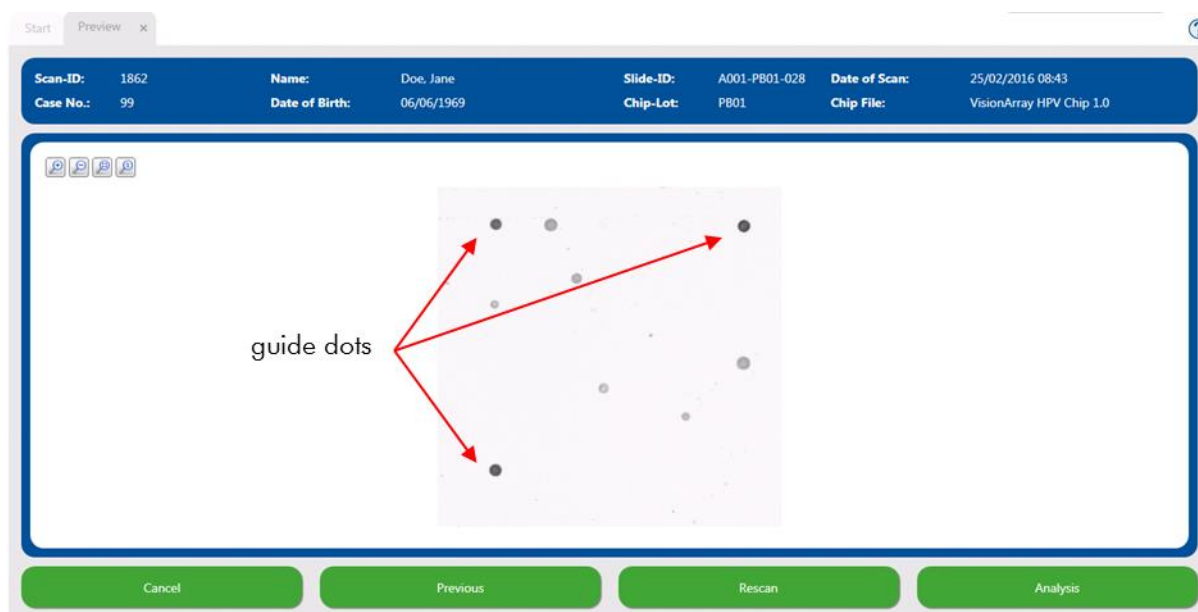 Start Preview x
Scan-ID: 1862 Name: Doe, Jane Slide-ID: A001-PB01-028 Date of Scan: 25/02/2016 08:43
Case No.: 99 Date of Birth: 06/06/1969 Chip-Lot: PB01 Chip File: VisionArray HPV Chip 1.0
guide dots
Cancel Previous Rescan Analysis